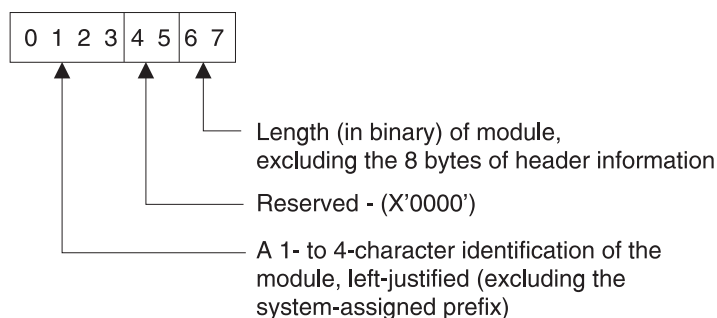 0 1 2 3 4 5 6 7
Length (in binary) of module,
excluding the 8 bytes of header information
Reserved - (X'0000')
A 1- to 4-character identification of the
module, left-justified (excluding the
system-assigned prefix)